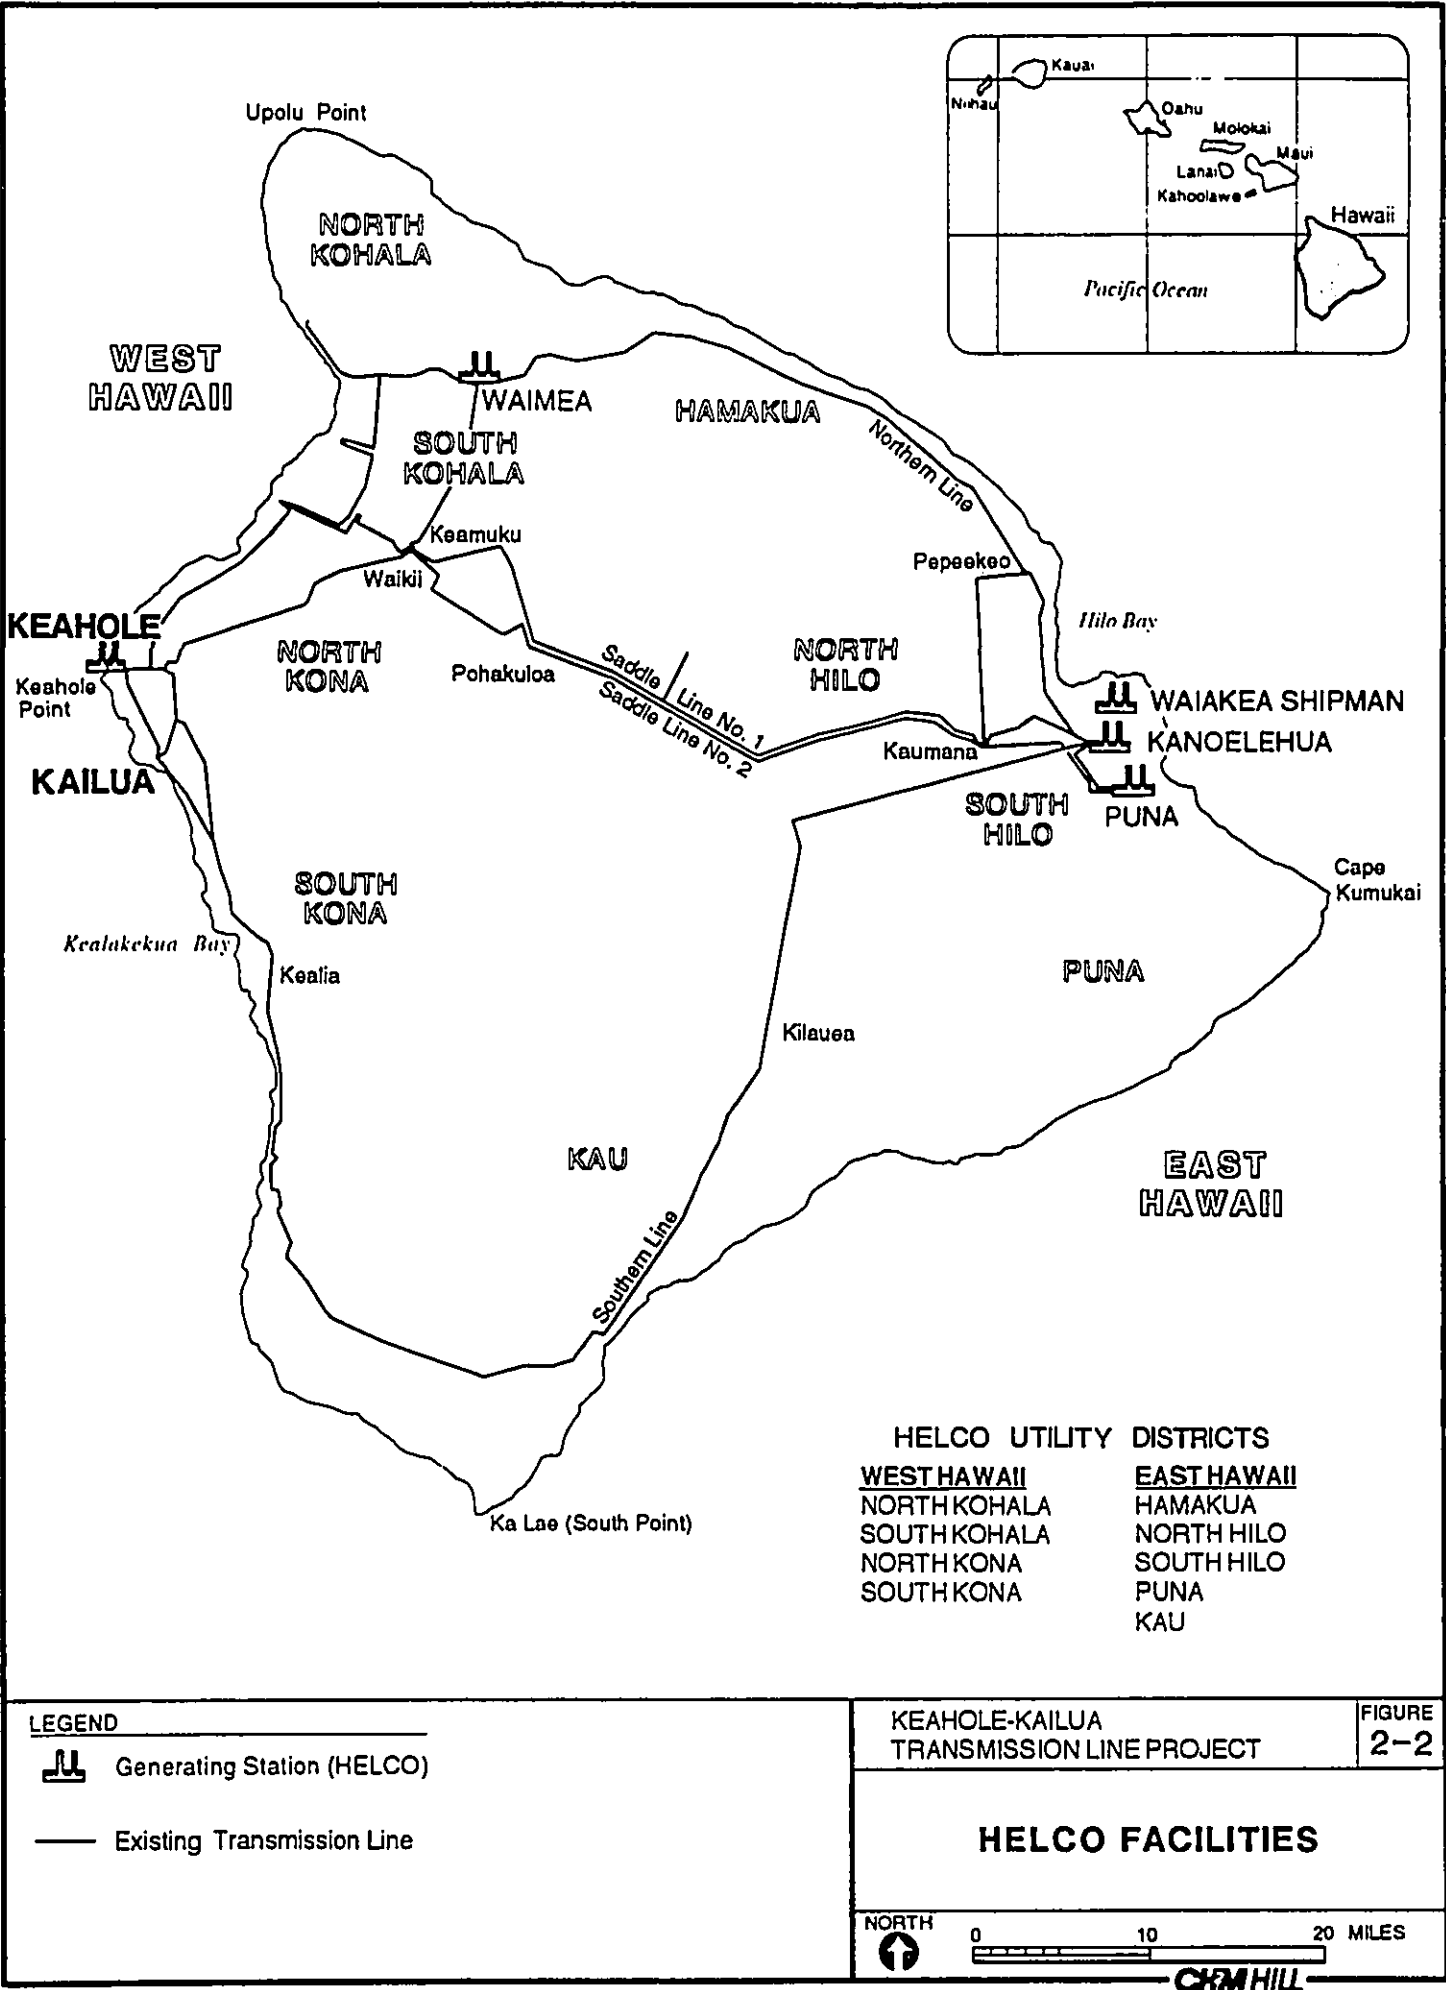 Kauai
Niihau
Oahu
Molokai
Maui
Lanai
Kahoolawe
Hawaii
Pacific Ocean
Upolu Point
NORTH
KOHALA
WEST
HAWAII
WAIMEA
HAMAKUA
SOUTH
KOHALA
Northern Line
Keamuku
Waikii
Pepeekeo
KEAHOLE
Hilo Bay
NORTH
KONA
Pohakuloa
Saddle Line No. 1
Saddle Line No. 2
NORTH
HILO
Keahole
Point
WAIAKEA SHIPMAN
KANOELEHUA
Kaumana
KAILUA
SOUTH
HILO
PUNA
Cape
Kumukai
SOUTH
KONA
Kealakekua Bay
Kealia
PUNA
Kilauea
KAU
EAST
HAWAII
Southern Line
Ka Lae (South Point)
HELCO UTILITY DISTRICTS
WEST HAWAII EAST HAWAII
NORTH KOHALA HAMAKUA
SOUTH KOHALA NORTH HILO
NORTH KONA SOUTH HILO
SOUTH KONA PUNA
KAU
LEGEND
Generating Station (HELCO)
Existing Transmission Line
KEAHOLE-KAILUA
TRANSMISSION LINE PROJECT
FIGURE
2-2
HELCO FACILITIES
NORTH
0 10 20 MILES
CH2M HILL